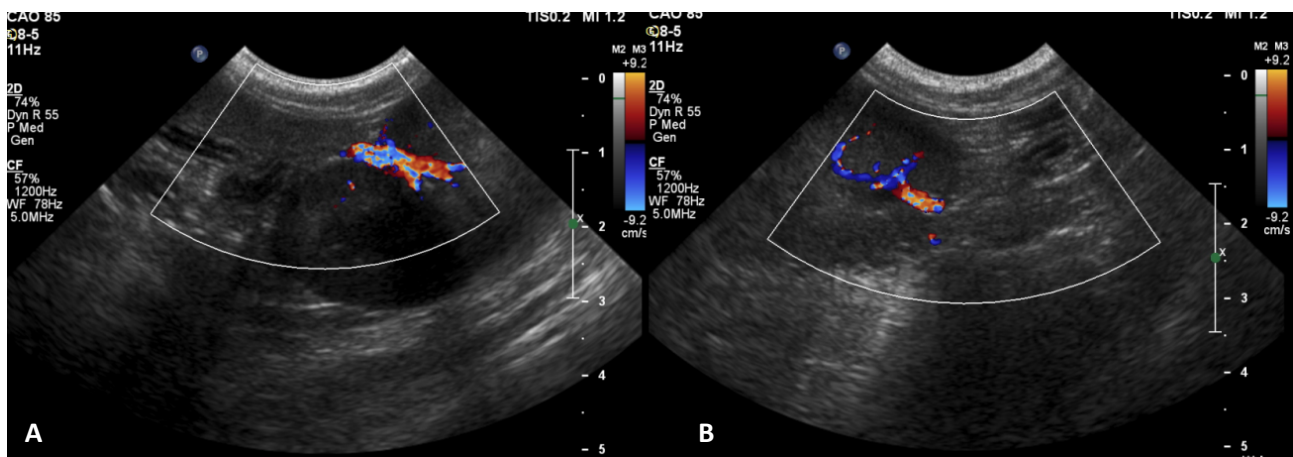 CAO 85
TIS0.2 MI 1.2
C8-5
11Hz
P
M2 M3
+9.2
-9.2
cm/s
2D
74%
Dyn R 55
P Med
Gen
CF
57%
1200Hz
WF 78Hz
5.0MHz
0
1
x
2
3
4
5
A
CAO 85
TIS0.2 MI 1.2
C8-5
11Hz
P
M2 M3
+9.2
-9.2
cm/s
2D
74%
Dyn R 55
P Med
Gen
CF
57%
1200Hz
WF 78Hz
5.0MHz
0
1
2
x
3
4
5
B